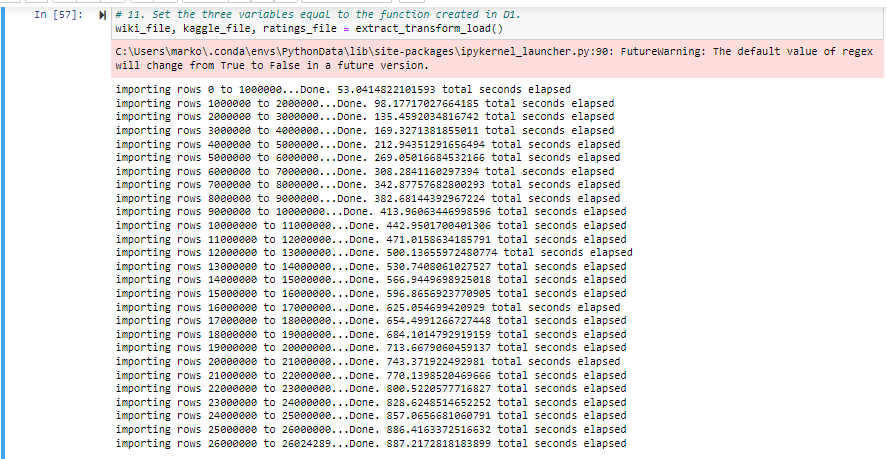 In [57]:
# 11. Set the three variables equal to the function created in D1.
wiki_file, kaggle_file, ratings_file = extract_transform_load()
C:\Users\marko\.conda\envs\PythonData\lib\site-packages\ipykernel_launcher.py:90: FutureWarning: The default value of regex
will change from True to False in a future version.
importing rows 0 to 1000000...Done. 53.0414822101593 total seconds elapsed
importing rows 1000000 to 2000000...Done. 98.17717027664185 total seconds elapsed
importing rows 2000000 to 3000000...Done. 135.4592034816742 total seconds elapsed
importing rows 3000000 to 4000000...Done. 169.3271381855011 total seconds elapsed
importing rows 4000000 to 5000000...Done. 212.94351291656494 total seconds elapsed
importing rows 5000000 to 6000000...Done. 269.05016684532166 total seconds elapsed
importing rows 6000000 to 7000000...Done. 308.2841160297394 total seconds elapsed
importing rows 7000000 to 8000000...Done. 342.87757682800293 total seconds elapsed
importing rows 8000000 to 9000000...Done. 382.68144392967224 total seconds elapsed
importing rows 9000000 to 10000000...Done. 413.96063446998596 total seconds elapsed
importing rows 10000000 to 11000000...Done. 442.9501700401306 total seconds elapsed
importing rows 11000000 to 12000000...Done. 471.0158634185791 total seconds elapsed
importing rows 12000000 to 13000000...Done. 500.13655972480774 total seconds elapsed
importing rows 13000000 to 14000000...Done. 530.7408061027527 total seconds elapsed
importing rows 14000000 to 15000000...Done. 566.9449698925018 total seconds elapsed
importing rows 15000000 to 16000000...Done. 596.8656923770905 total seconds elapsed
importing rows 16000000 to 17000000...Done. 625.054699420929 total seconds elapsed
importing rows 17000000 to 18000000...Done. 654.4991266727448 total seconds elapsed
importing rows 18000000 to 19000000...Done. 684.1014792919159 total seconds elapsed
importing rows 19000000 to 20000000...Done. 713.6679060459137 total seconds elapsed
importing rows 20000000 to 21000000...Done. 743.371922492981 total seconds elapsed
importing rows 21000000 to 22000000...Done. 770.1398520469666 total seconds elapsed
importing rows 22000000 to 23000000...Done. 800.5220577716827 total seconds elapsed
importing rows 23000000 to 24000000...Done. 828.6248514652252 total seconds elapsed
importing rows 24000000 to 25000000...Done. 857.0656681060791 total seconds elapsed
importing rows 25000000 to 26000000...Done. 886.4163372516632 total seconds elapsed
importing rows 26000000 to 26024289...Done. 887.2172818183899 total seconds elapsed